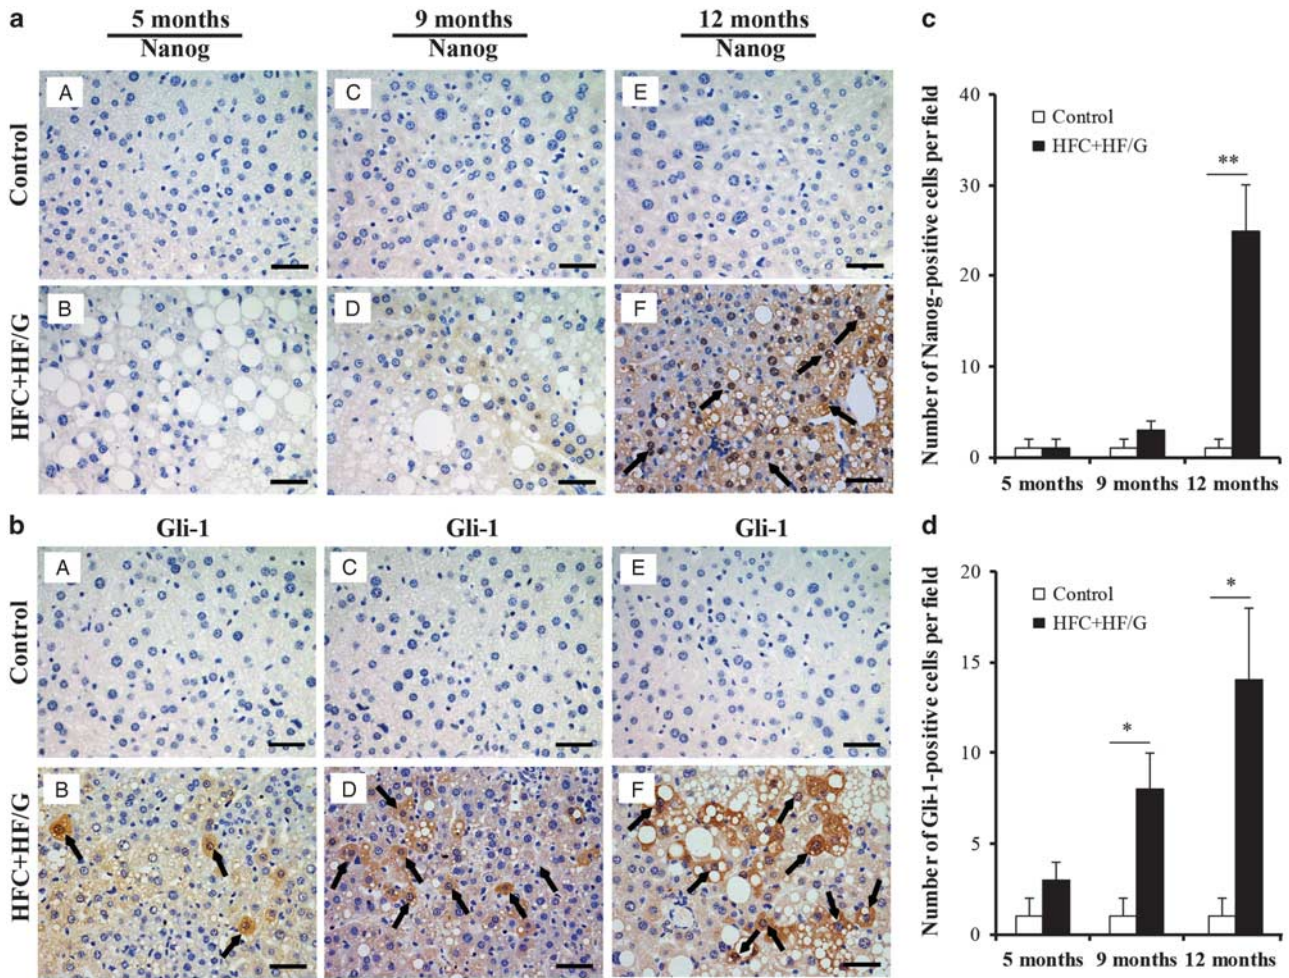 a
5 months
Nanog
9 months
Nanog
12 months
Nanog
Control
A
C
E
HFC+HF/G
B
D
F
c
Number of Nanog-positive cells per field
40
30
20
10
0
Control
HFC+HF/G
**
5 months
9 months
12 months
b
Gli-1
Gli-1
Gli-1
Control
A
C
E
HFC+HF/G
B
D
F
d
Number of Gli-1-positive cells per field
20
15
10
5
0
Control
HFC+HF/G
*
*
5 months
9 months
12 months